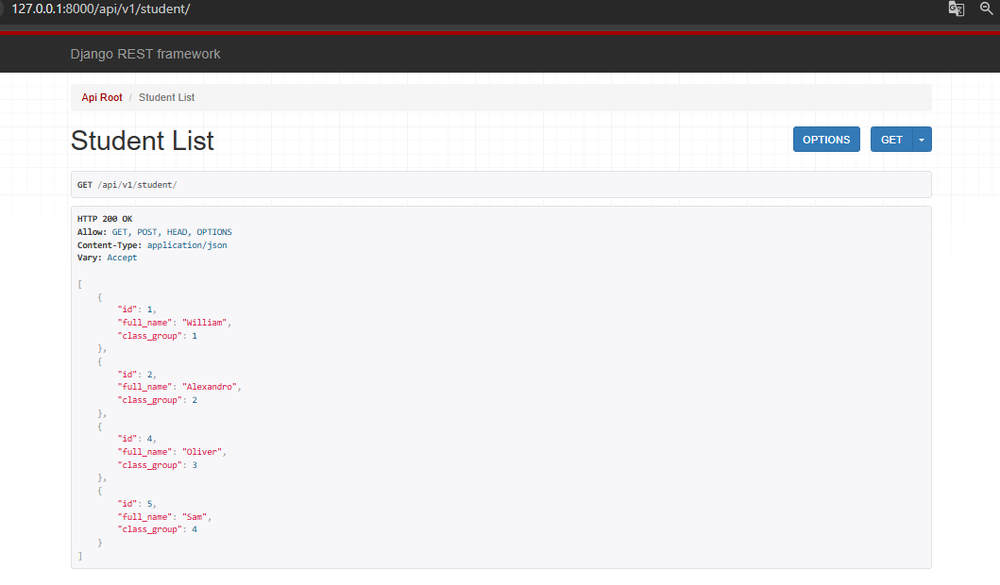 127.0.0.1:8000/api/v1/student/
Django REST framework
Api Root / Student List
Student List
OPTIONS
GET
GET /api/v1/student/
HTTP 200 OK
Allow: GET, POST, HEAD, OPTIONS
Content-Type: application/json
Vary: Accept
[
    {
        "id": 1,
        "full_name": "William",
        "class_group": 1
    },
    {
        "id": 2,
        "full_name": "Alexandro",
        "class_group": 2
    },
    {
        "id": 4,
        "full_name": "Oliver",
        "class_group": 3
    },
    {
        "id": 5,
        "full_name": "Sam",
        "class_group": 4
    }
]